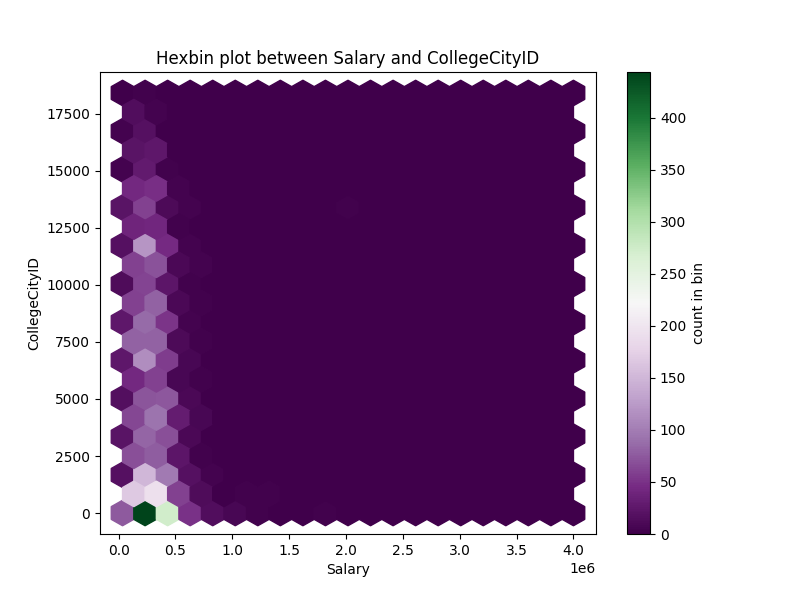 Hexbin plot between Salary and CollegeCityID
17500
15000
12500
10000
7500
5000
2500
0
CollegeCityID
0.0 0.5 1.0 1.5 2.0 2.5 3.0 3.5 4.0
1e6
Salary
400
350
300
250
200
150
100
50
0
count in bin